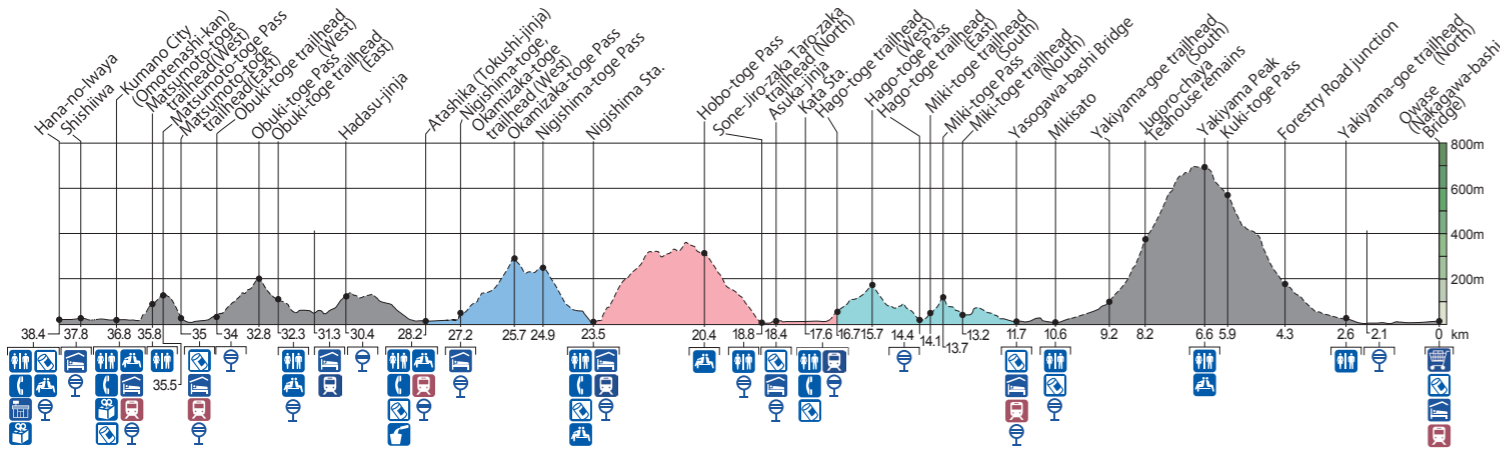 Hana-no-Iwaya
Shishiiwa
Kumano City
(Omotenashi-kan)
Matsumoto-toge
trailhead (West)
Matsumoto-toge Pass
Matsumoto-toge
trailhead (East)
Obuki-toge trailhead
(West)
Obuki-toge Pass
Obuki-toge trailhead
(East)
Hadasu-jinja
Atashika (Tokushi-jinja)
Nigishima-toge,
Okamizaka-toge
trailhead (West)
Okamizaka-toge Pass
Nigishima-toge Pass
Nigishima Sta.
Hobo-toge Pass
Sone-Jiro-zaka Taro-zaka
trailhead (North)
Asuka-jinja
Kata Sta.
Hago-toge trailhead
(West)
Hago-toge Pass
Hago-toge trailhead
(East)
Miki-toge trailhead
(South)
Miki-toge Pass
Miki-toge trailhead
(North)
Yasogawa-bashi Bridge
Mikisato
Yakiyama-goe trailhead
(South)
Jugoro-chaya
Teahouse remains
Yakiyama Peak
Kuki-toge Pass
Forestry Road junction
Yakiyama-goe trailhead
(North)
Owase
(Nakagawa-bashi
Bridge)
800m
600m
400m
200m
38.4 37.8 36.8 35.8 35 34 32.8 32.3 31.3 30.4 28.2 27.2 25.7 24.9 23.5 20.4 18.8 18.4 17.6 16.7 15.7 14.4 13.2 11.7 10.6 9.2 8.2 6.6 5.9 4.3 2.6 2.1 0 km
14.1
13.7
35.5